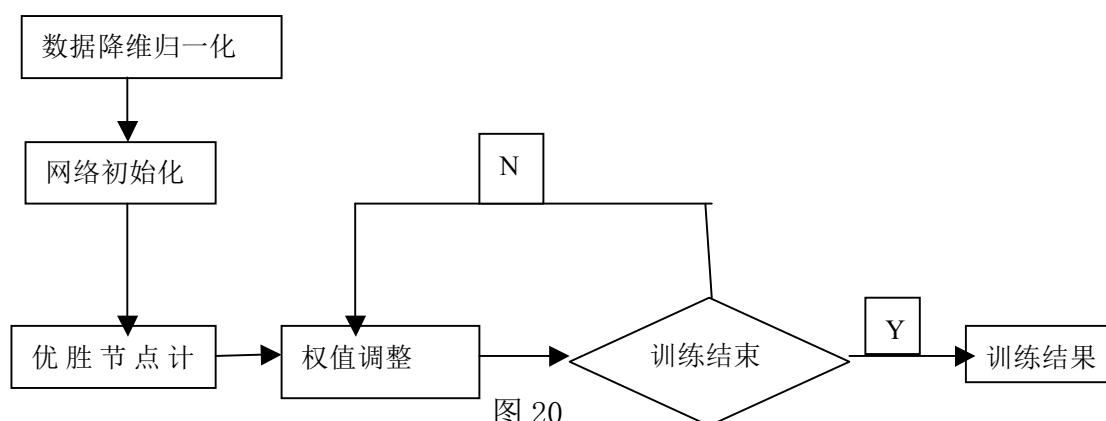 数据降维归一化
网络初始化
N
优胜节点计
权值调整
训练结束
Y
训练结果
图 20